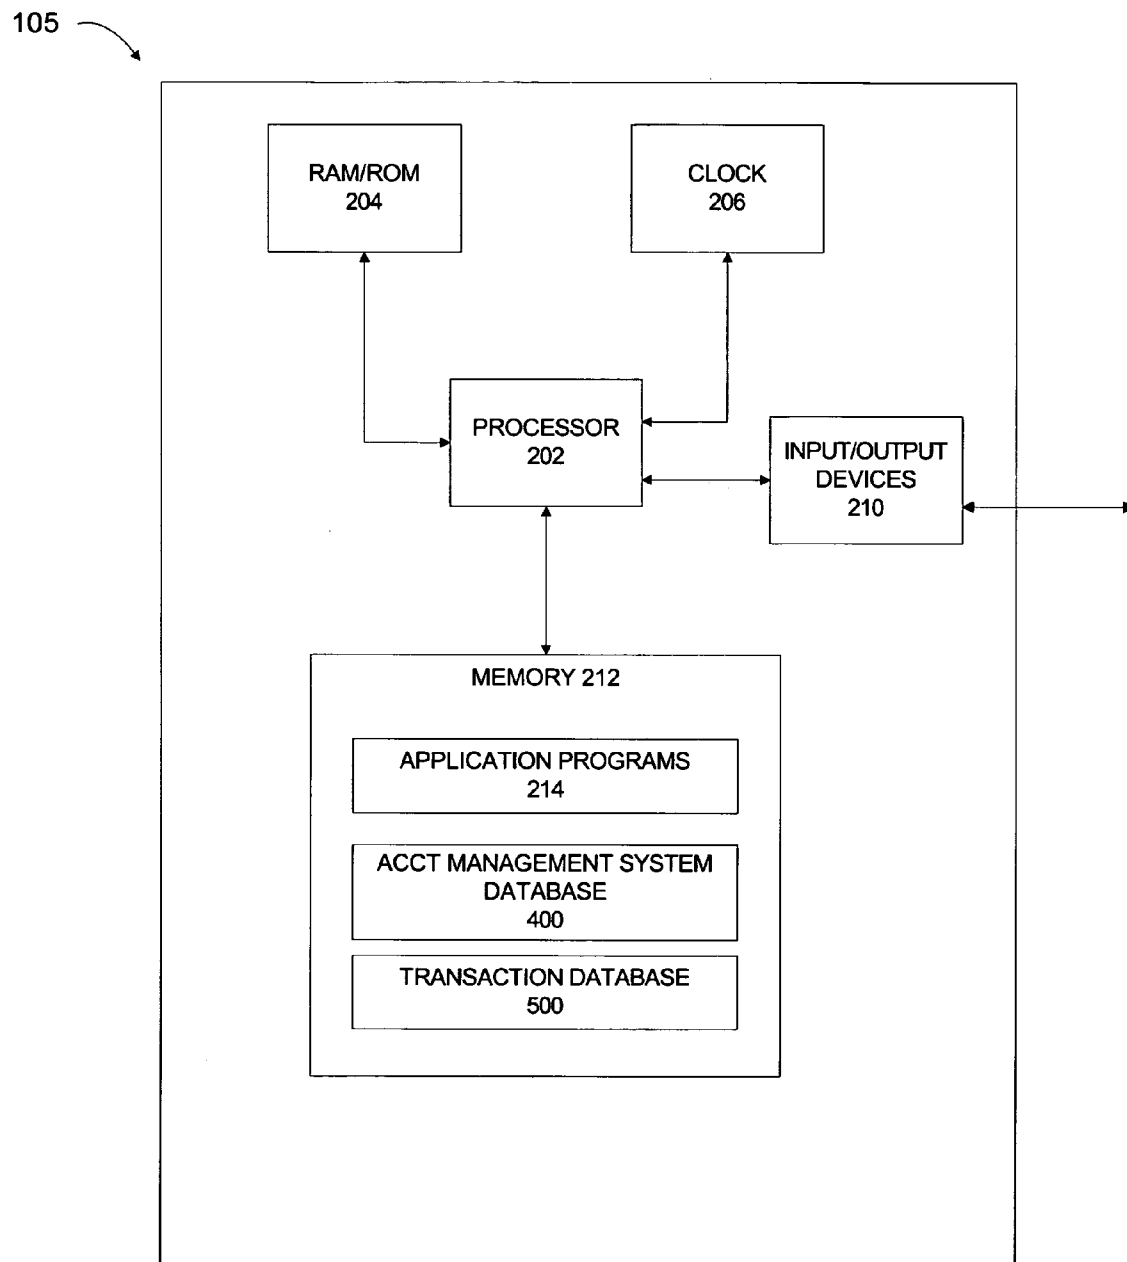 105
RAM/ROM
204
CLOCK
206
PROCESSOR
202
INPUT/OUTPUT
DEVICES
210
MEMORY 212
APPLICATION PROGRAMS
214
ACCT MANAGEMENT SYSTEM
DATABASE
400
TRANSACTION DATABASE
500